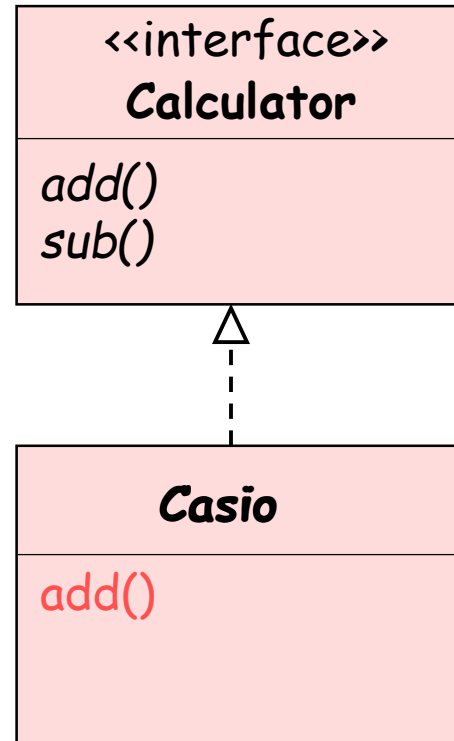 <<interface>>
Calculator
add()
sub()
Casio
add()